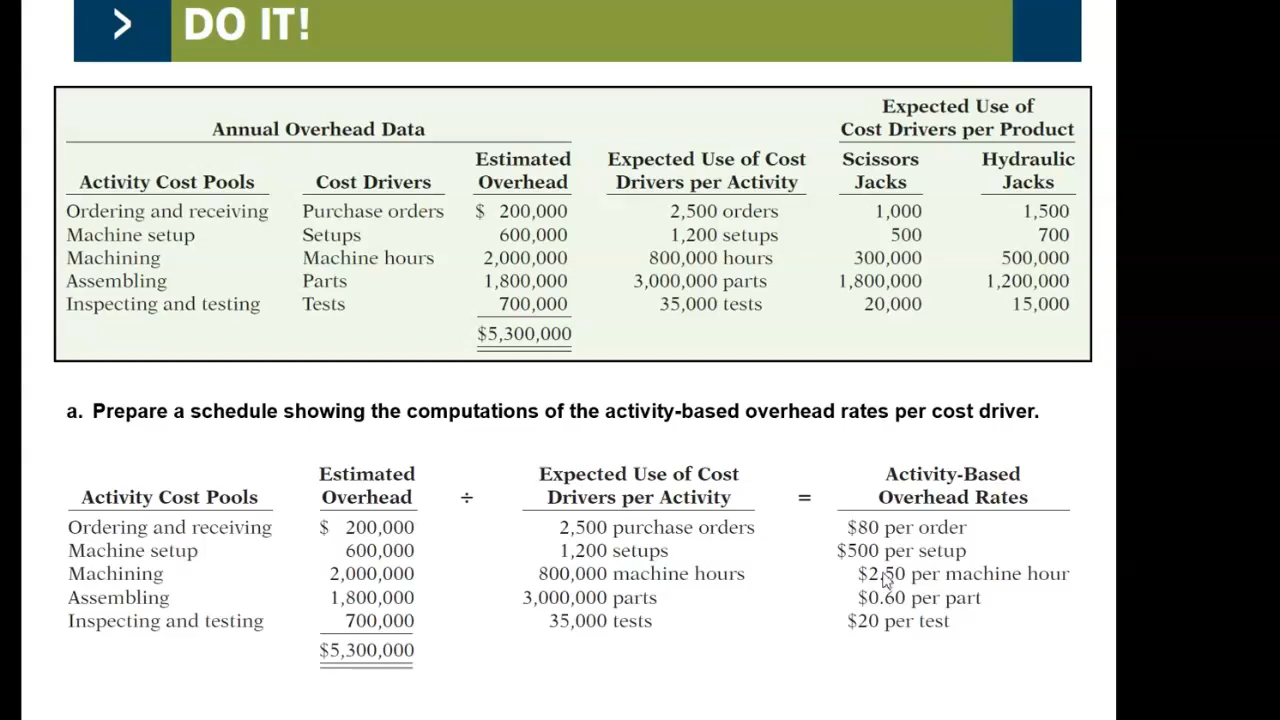 > DO IT!
Expected Use of
Annual Overhead Data Cost Drivers per Product
Estimated Expected Use of Cost Scissors Hydraulic
Activity Cost Pools Cost Drivers Overhead Drivers per Activity Jacks Jacks
Ordering and receiving Purchase orders $ 200,000 2,500 orders 1,000 1,500
Machine setup Setups 600,000 1,200 setups 500 700
Machining Machine hours 2,000,000 800,000 hours 300,000 500,000
Assembling Parts 1,800,000 3,000,000 parts 1,800,000 1,200,000
Inspecting and testing Tests 700,000 35,000 tests 20,000 15,000
$5,300,000
a. Prepare a schedule showing the computations of the activity-based overhead rates per cost driver.
Estimated Expected Use of Cost Activity-Based
Activity Cost Pools Overhead ÷ Drivers per Activity = Overhead Rates
Ordering and receiving $ 200,000 2,500 purchase orders $80 per order
Machine setup 600,000 1,200 setups $500 per setup
Machining 2,000,000 800,000 machine hours $2.50 per machine hour
Assembling 1,800,000 3,000,000 parts $0.60 per part
Inspecting and testing 700,000 35,000 tests $20 per test
$5,300,000